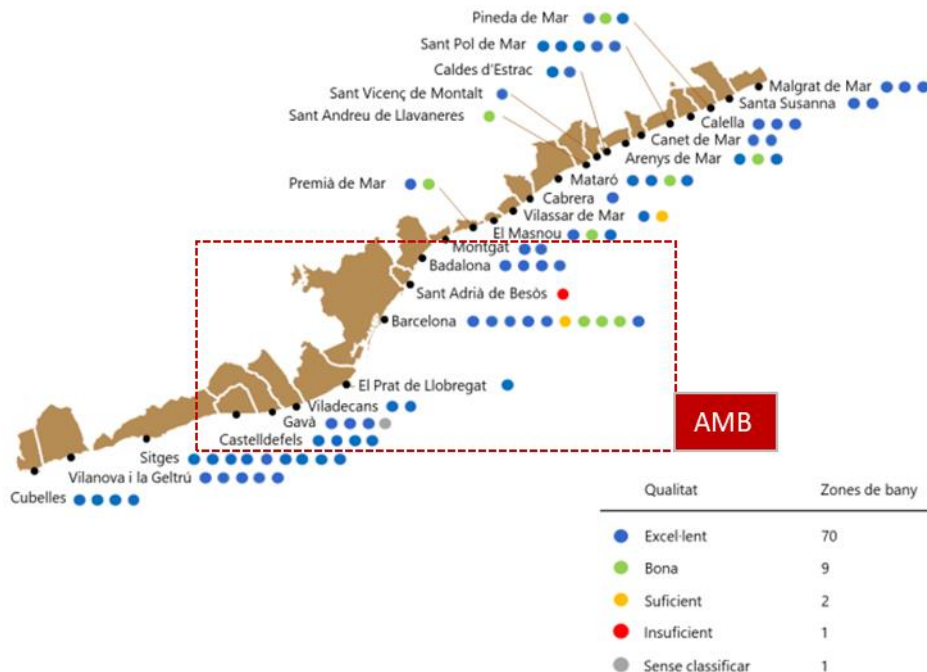 Pineda de Mar
Sant Pol de Mar
Caldes d'Estrac
Malgrat de Mar
Sant Vicenç de Montalt
Santa Susanna
Sant Andreu de Llavaneres
Calella
Canet de Mar
Arenys de Mar
Premià de Mar
Mataró
Cabrera
Vilassar de Mar
El Masnou
Montgat
Badalona
Sant Adrià de Besòs
Barcelona
El Prat de Llobregat
Viladecans
AMB
Gavà
Castelldefels
Sitges
Vilanova i la Geltrú
Cubelles
Qualitat Zones de bany
Excel·lent 70
Bona 9
Suficient 2
Insuficient 1
Sense classificar 1